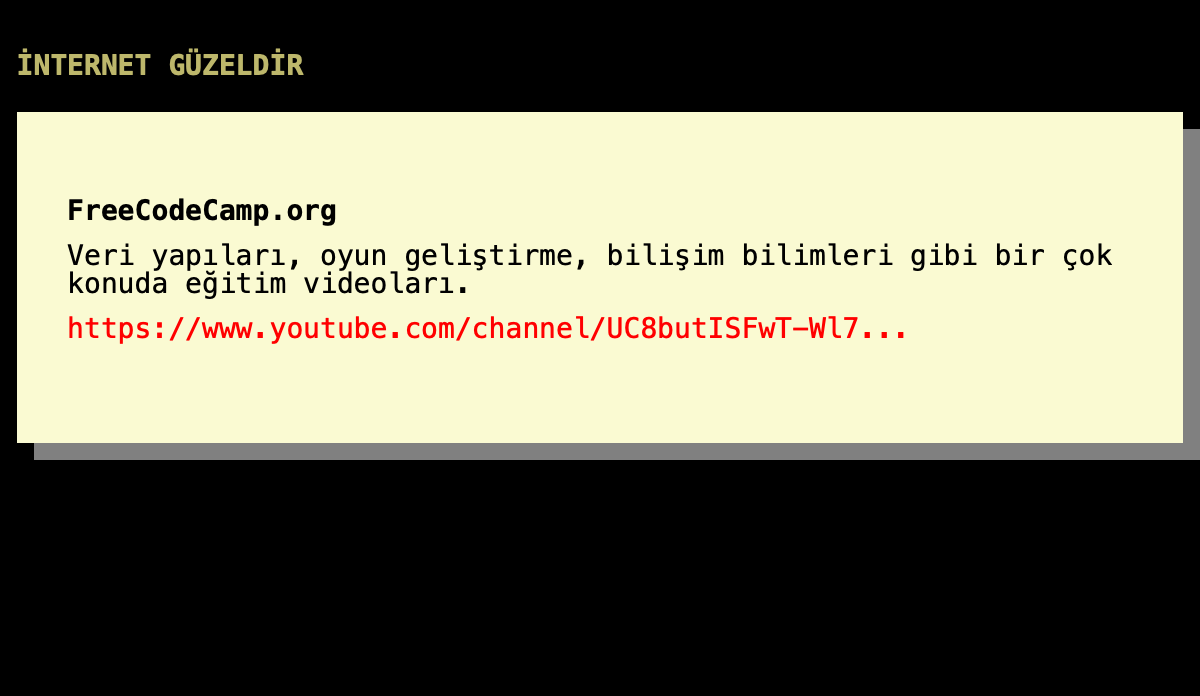 İNTERNET GÜZELDİR
FreeCodeCamp.org
Veri yapıları, oyun geliştirme, bilişim bilimleri gibi bir çok
konuda eğitim videoları.
https://www.youtube.com/channel/UC8butISFwT-Wl7...